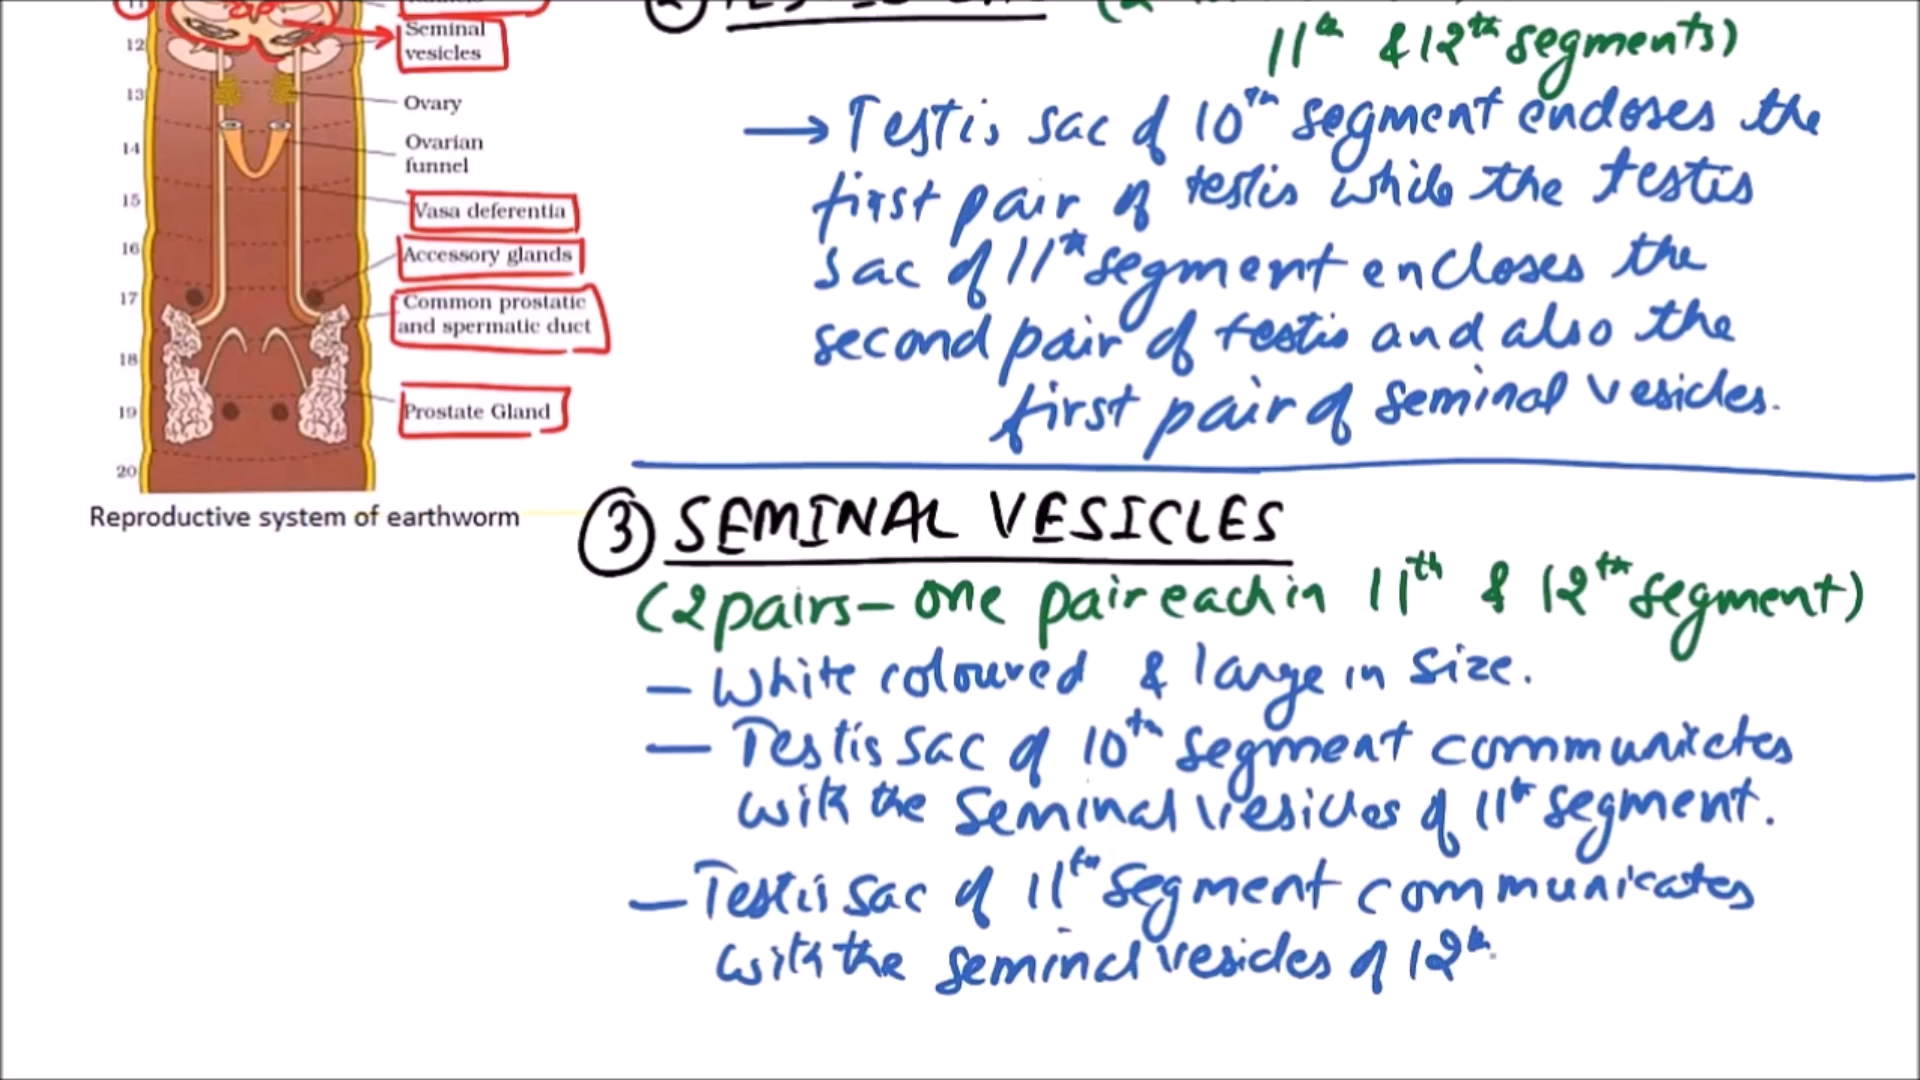 12
Seminal
vesicles
13
Ovary
14
Ovarian
funnel
15
Vasa deferentia
16
Accessory glands
17
Common prostatic
and spermatic duct
18
19
Prostate Gland
20
Reproductive system of earthworm
11th & 12th segments)
→ Testis sac of 10th segment encloses the
first pair of testis while the testis
sac of 11th segment encloses the
second pair of testis and also the
first pair of seminal vesicles.
③ SEMINAL VESICLES
(2 pairs – one pair each in 11th & 12th segment)
– White coloured & large in size.
– Testis sac of 10th segment communictes
with the seminal vesicles of 11th segment.
– Testis sac of 11th segment communicates
with the seminal vesicles of 12th